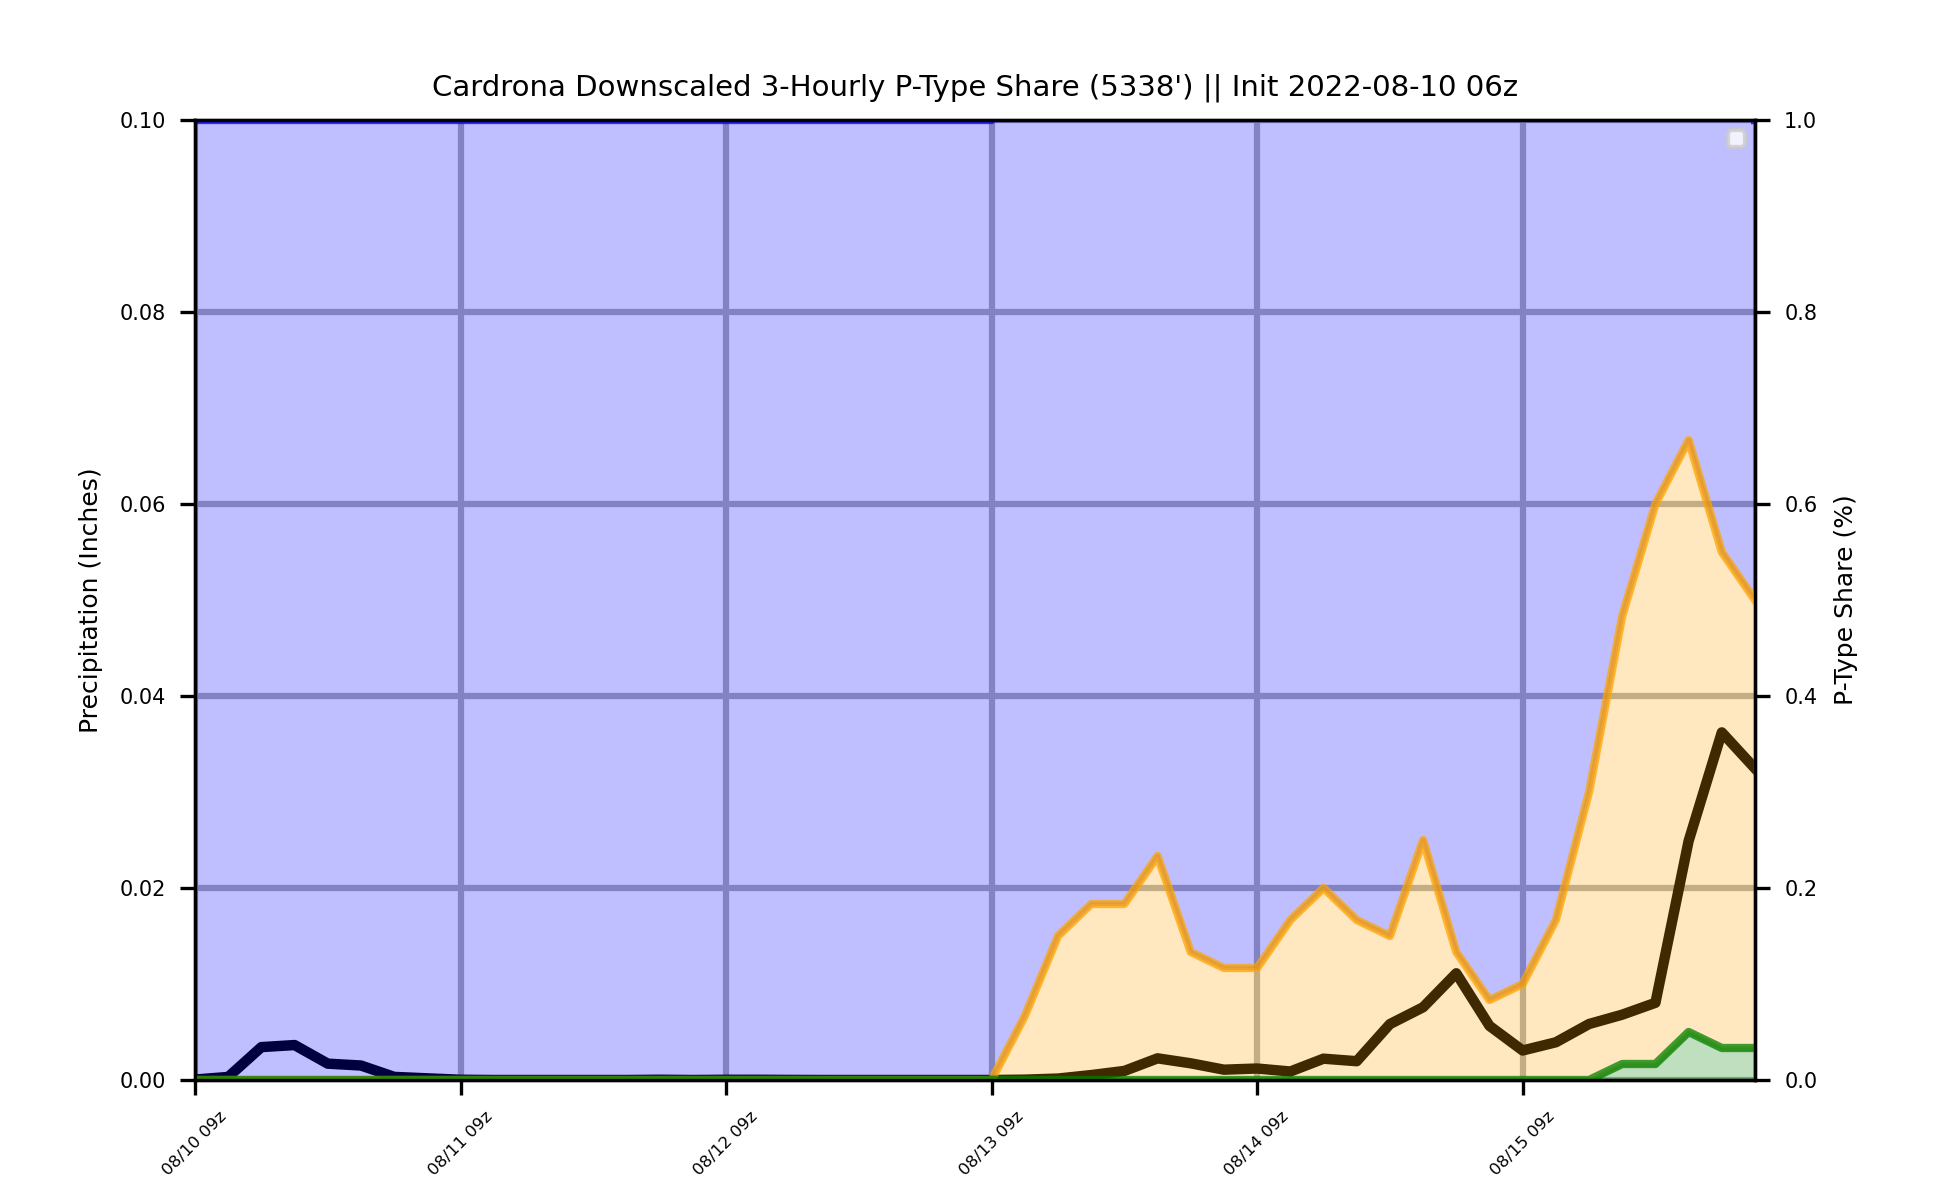 Cardrona Downscaled 3-Hourly P-Type Share (5338') || Init 2022-08-10 06z
0.10
0.08
0.06
0.04
0.02
0.00
Precipitation (Inches)
1.0
0.8
0.6
0.4
0.2
0.0
P-Type Share (%)
08/10 09z
08/11 09z
08/12 09z
08/13 09z
08/14 09z
08/15 09z